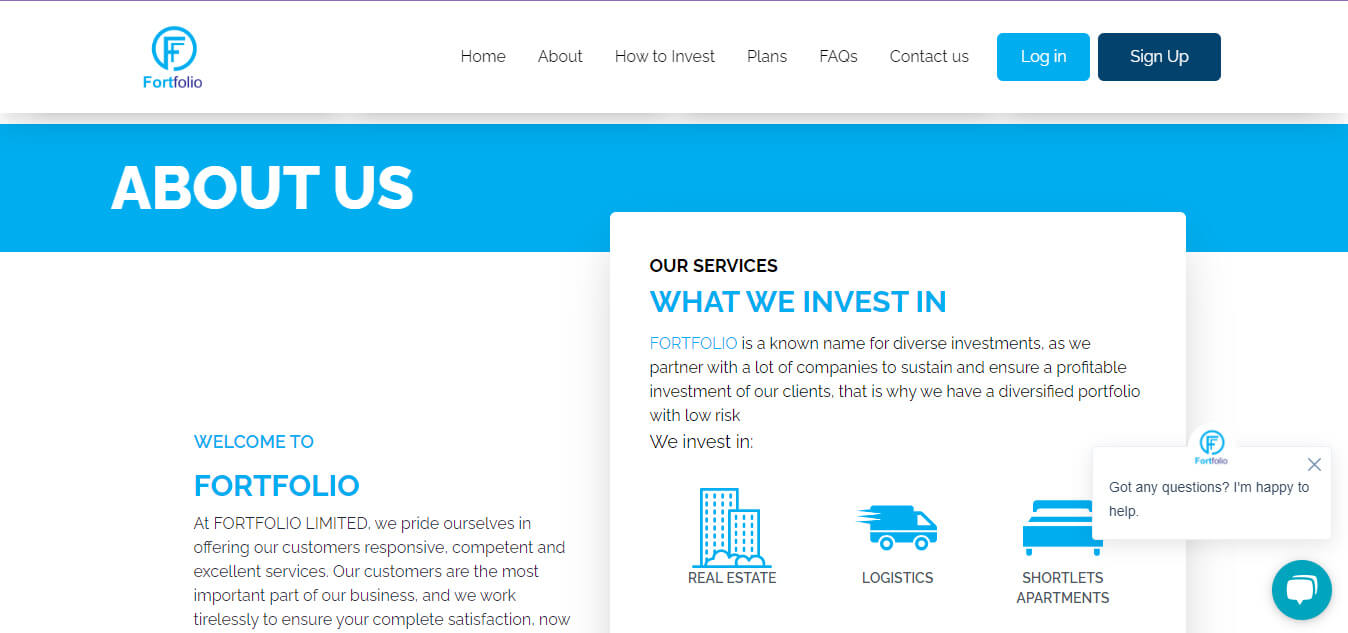 Fortfolio
Home About How to Invest Plans FAQs Contact us Log in Sign Up
ABOUT US
WELCOME TO
FORTFOLIO
At FORTFOLIO LIMITED, we pride ourselves in
offering our customers responsive, competent and
excellent services. Our customers are the most
important part of our business, and we work
tirelessly to ensure your complete satisfaction, now
OUR SERVICES
WHAT WE INVEST IN
FORTFOLIO is a known name for diverse investments, as we
partner with a lot of companies to sustain and ensure a profitable
investment of our clients, that is why we have a diversified portfolio
with low risk
We invest in:
REAL ESTATE
LOGISTICS
SHORTLETS
APARTMENTS
Fortfolio
Got any questions? I'm happy to
help.